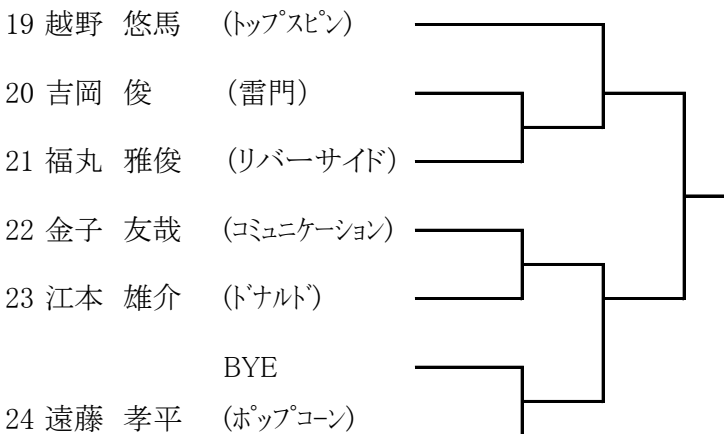 19 越野 悠馬 (ﾄｯﾌﾟｽﾋﾟﾝ)
20 吉岡 俊 (雷門)
21 福丸 雅俊 (リバーサイド)
22 金子 友哉 (ｺﾐｭﾆｹｰｼｮﾝ)
23 江本 雄介 (ﾄﾞﾅﾙﾄﾞ)
BYE
24 遠藤 孝平 (ﾎﾟｯﾌﾟｺｰﾝ)